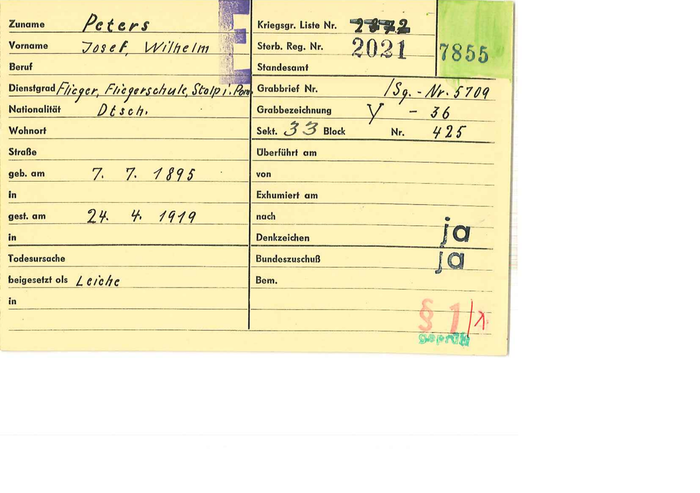 Zuname Peters
Vorname Josef Wilhelm
Beruf
Dienstgrad Flieger, Fliegerschule, Stolp i. Pom.
Nationalität Dtsch.
Wohnort
Straße
geb. am 7. 7. 1895
in
gest. am 24. 4. 1919
in
Todesursache
beigesetzt als Leiche
in
Kriegsgr. Liste Nr.
Sterb. Reg. Nr. 2021
7855
Standesamt
Grabbrief Nr. /Sg. - Nr. 5709
Grabbezeichnung Y - 36
Sekt. 33 Block Nr. 425
Überführt am
von
Exhumiert am
nach
Denkzeichen ja
Bundeszuschuß ja
Bem.
§ 1
geprüft